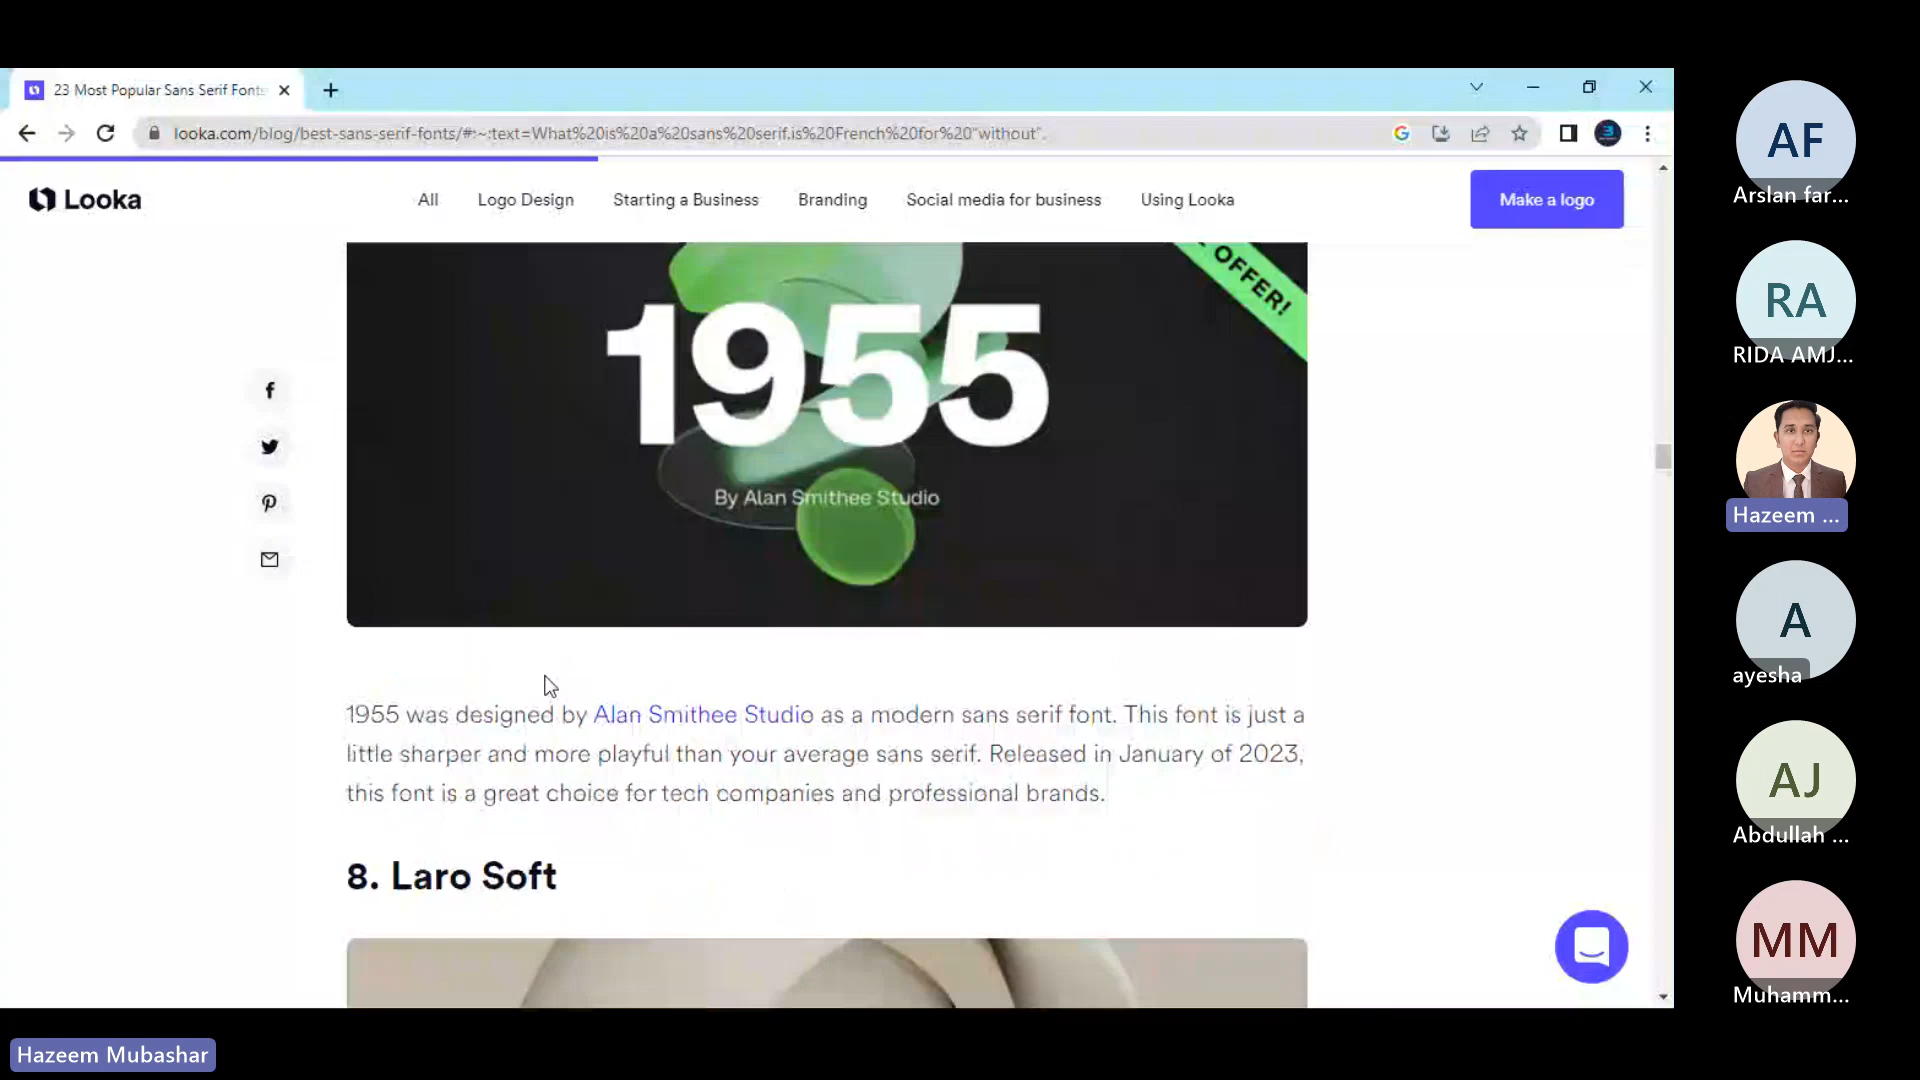 23 Most Popular Sans Serif Fonts
looka.com/blog/best-sans-serif-fonts/#:~:text=What%20is%20a%20sans%20serif,is%20French%20for%20"without".
Looka
All
Logo Design
Starting a Business
Branding
Social media for business
Using Looka
Make a logo
OFFER!
1955
By Alan Smithee Studio
1955 was designed by Alan Smithee Studio as a modern sans serif font. This font is just a
little sharper and more playful than your average sans serif. Released in January of 2023,
this font is a great choice for tech companies and professional brands.
8. Laro Soft
AF
Arslan far...
RA
RIDA AMJ...
Hazeem ...
A
ayesha
AJ
Abdullah ...
MM
Muhamm...
Hazeem Mubashar